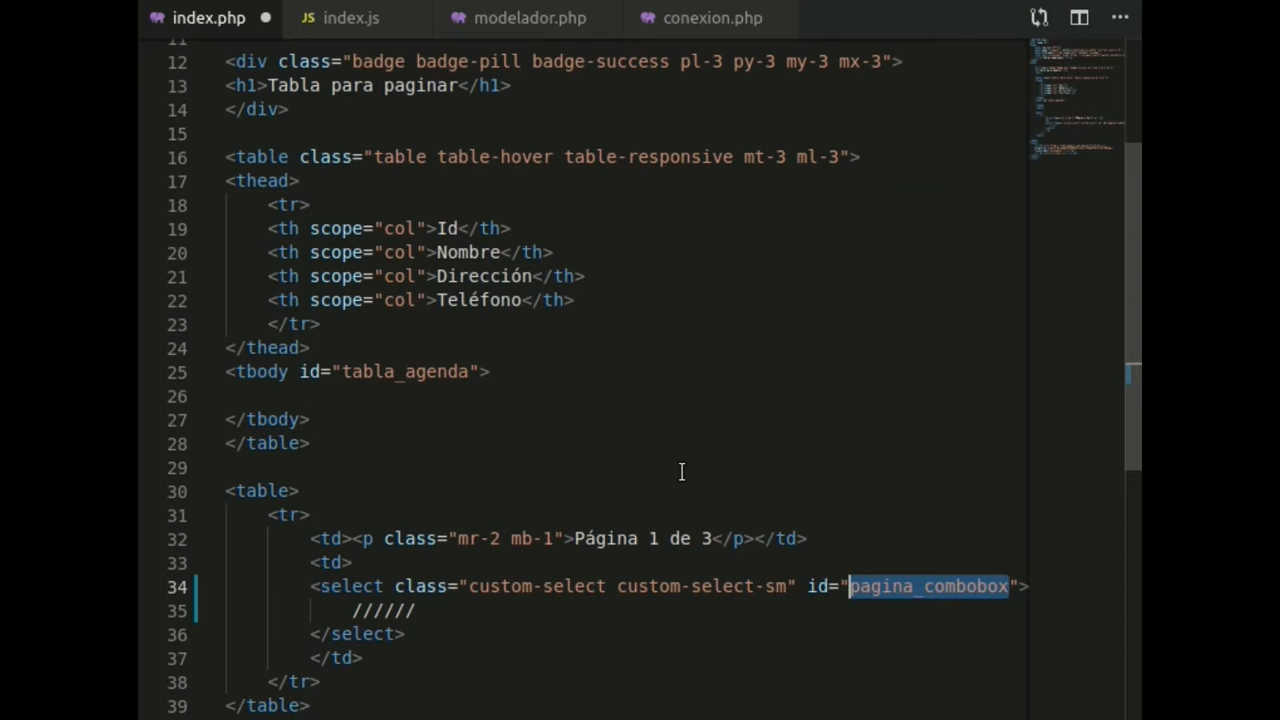 index.php index.js modelador.php conexion.php
11
12 <div class="badge badge-pill badge-success pl-3 py-3 my-3 mx-3">
13 <h1>Tabla para paginar</h1>
14 </div>
15
16 <table class="table table-hover table-responsive mt-3 ml-3">
17 <thead>
18 <tr>
19 <th scope="col">Id</th>
20 <th scope="col">Nombre</th>
21 <th scope="col">Dirección</th>
22 <th scope="col">Teléfono</th>
23 </tr>
24 </thead>
25 <tbody id="tabla_agenda">
26
27 </tbody>
28 </table>
29
30 <table>
31 <tr>
32 <td><p class="mr-2 mb-1">Página 1 de 3</p></td>
33 <td>
34 <select class="custom-select custom-select-sm" id="pagina_combobox">
35 //////
36 </select>
37 </td>
38 </tr>
39 </table>